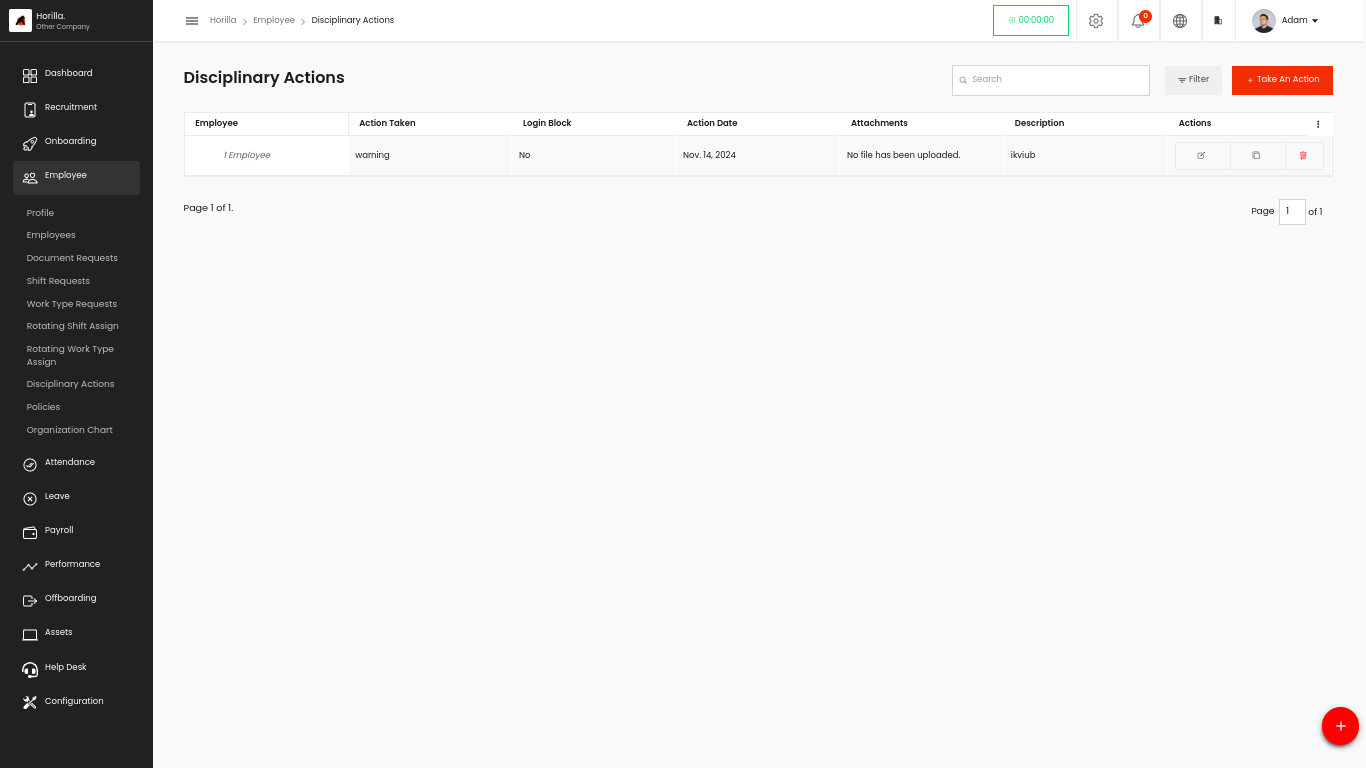 Horilla.
Other Company
Horilla
Employee
Disciplinary Actions
00:00:00
0
Adam
Dashboard
Recruitment
Onboarding
Employee
Profile
Employees
Document Requests
Shift Requests
Work Type Requests
Rotating Shift Assign
Rotating Work Type
Assign
Disciplinary Actions
Policies
Organization Chart
Attendance
Leave
Payroll
Performance
Offboarding
Assets
Help Desk
Configuration
Disciplinary Actions
Search
Filter
+ Take An Action
Employee Action Taken Login Block Action Date Attachments Description Actions
1 Employee warning No Nov. 14, 2024 No file has been uploaded. ikviub
Page 1 of 1.
Page 1 of 1